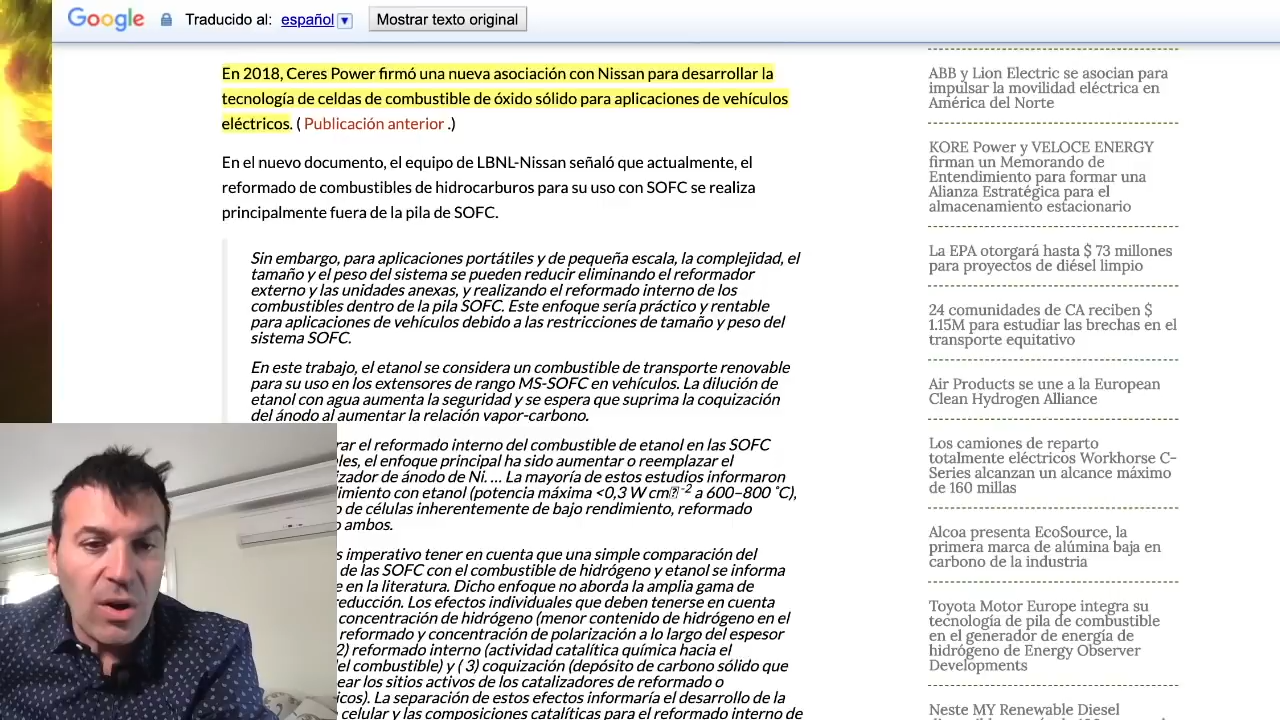 Google Traducido al: español Mostrar texto original
En 2018, Ceres Power firmó una nueva asociación con Nissan para desarrollar la
tecnología de celdas de combustible de óxido sólido para aplicaciones de vehículos
eléctricos. ( Publicación anterior .)
En el nuevo documento, el equipo de LBNL-Nissan señaló que actualmente, el
reformado de combustibles de hidrocarburos para su uso con SOFC se realiza
principalmente fuera de la pila de SOFC.
Sin embargo, para aplicaciones portátiles y de pequeña escala, la complejidad, el
tamaño y el peso del sistema se pueden reducir eliminando el reformador
externo y las unidades anexas, y realizando el reformado interno de los
combustibles dentro de la pila SOFC. Este enfoque sería práctico y rentable
para aplicaciones de vehículos debido a las restricciones de tamaño y peso del
sistema SOFC.
En este trabajo, el etanol se considera un combustible de transporte renovable
para su uso en los extensores de rango MS-SOFC en vehículos. La dilución de
etanol con agua aumenta la seguridad y se espera que suprima la coquización
del ánodo al aumentar la relación vapor-carbono.
rar el reformado interno del combustible de etanol en las SOFC
les, el enfoque principal ha sido aumentar o reemplazar el
izador de ánodo de Ni. ... La mayoría de estos estudios informaron
dimiento con etanol (potencia máxima <0,3 W cm -2 a 600–800 ˚C),
o de células inherentemente de bajo rendimiento, reformado
o ambos.
s imperativo tener en cuenta que una simple comparación del
de las SOFC con el combustible de hidrógeno y etanol se informa
e en la literatura. Dicho enfoque no aborda la amplia gama de
reducción. Los efectos individuales que deben tenerse en cuenta
concentración de hidrógeno (menor contenido de hidrógeno en el
reformado y concentración de polarización a lo largo del espesor
2) reformado interno (actividad catalítica química hacia el
el combustible) y ( 3) coquización (depósito de carbono sólido que
ear los sitios activos de los catalizadores de reformado o
icos). La separación de estos efectos informaría el desarrollo de la
celular y las composiciones catalíticas para el reformado interno de
ABB y Lion Electric se asocian para
impulsar la movilidad eléctrica en
América del Norte
KORE Power y VELOCE ENERGY
firman un Memorando de
Entendimiento para formar una
Alianza Estratégica para el
almacenamiento estacionario
La EPA otorgará hasta $ 73 millones
para proyectos de diésel limpio
24 comunidades de CA reciben $
1.15M para estudiar las brechas en el
transporte equitativo
Air Products se une a la European
Clean Hydrogen Alliance
Los camiones de reparto
totalmente eléctricos Workhorse C-
Series alcanzan un alcance máximo
de 160 millas
Alcoa presenta EcoSource, la
primera marca de alúmina baja en
carbono de la industria
Toyota Motor Europe integra su
tecnología de pila de combustible
en el generador de energía de
hidrógeno de Energy Observer
Developments
Neste MY Renewable Diesel